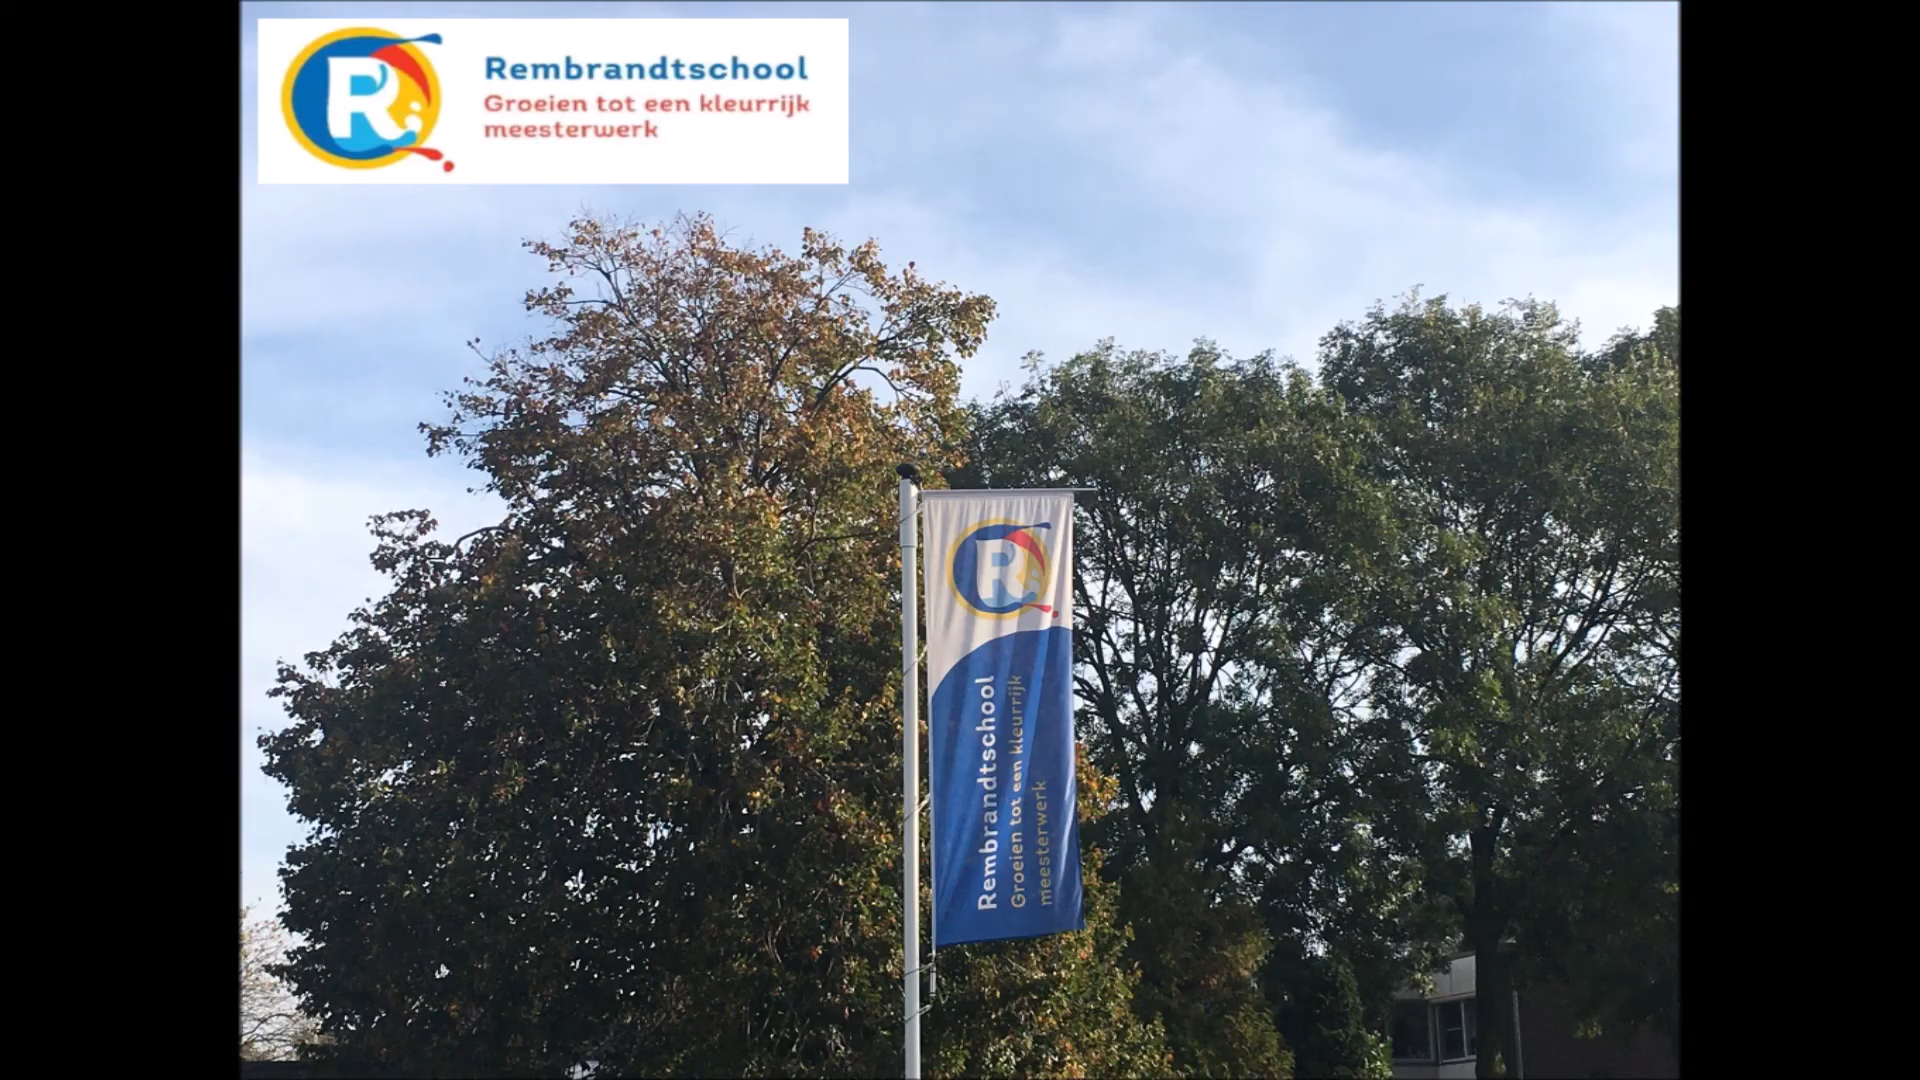 Rembrandtschool
Groeien tot een kleurrijk
meesterwerk
R
Rembrandtschool
Groeien tot een kleurrijk
meesterwerk
R